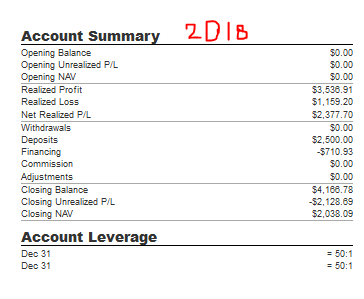 Account Summary 2018
Opening Balance $0.00
Opening Unrealized P/L $0.00
Opening NAV $0.00
Realized Profit $3,536.91
Realized Loss $1,159.20
Net Realized P/L $2,377.70
Withdrawals $0.00
Deposits $2,500.00
Financing -$710.93
Commission $0.00
Adjustments $0.00
Closing Balance $4,166.78
Closing Unrealized P/L -$2,128.69
Closing NAV $2,038.09
Account Leverage
Dec 31 = 50:1
Dec 31 = 50:1